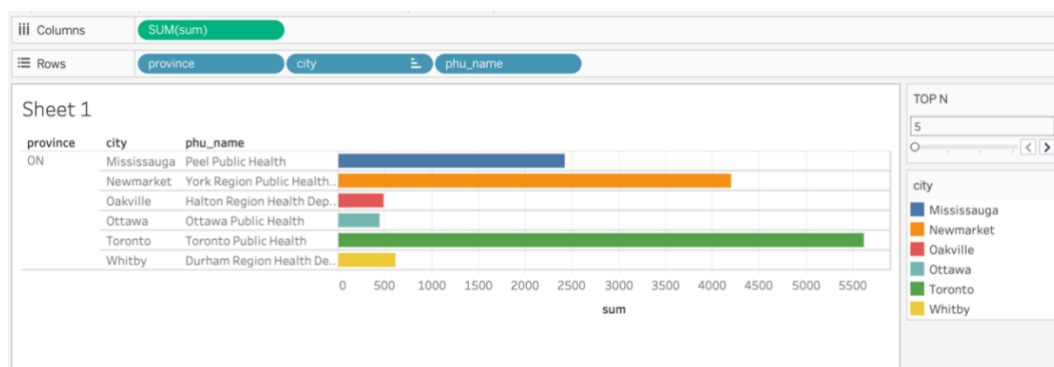 Columns SUM(sum)
Rows province city phu_name
Sheet 1
province city phu_name
ON Mississauga Peel Public Health
Newmarket York Region Public Health..
Oakville Halton Region Health Dep..
Ottawa Ottawa Public Health
Toronto Toronto Public Health
Whitby Durham Region Health De..
0 500 1000 1500 2000 2500 3000 3500 4000 4500 5000 5500
sum
TOP N
5
city
Mississauga
Newmarket
Oakville
Ottawa
Toronto
Whitby